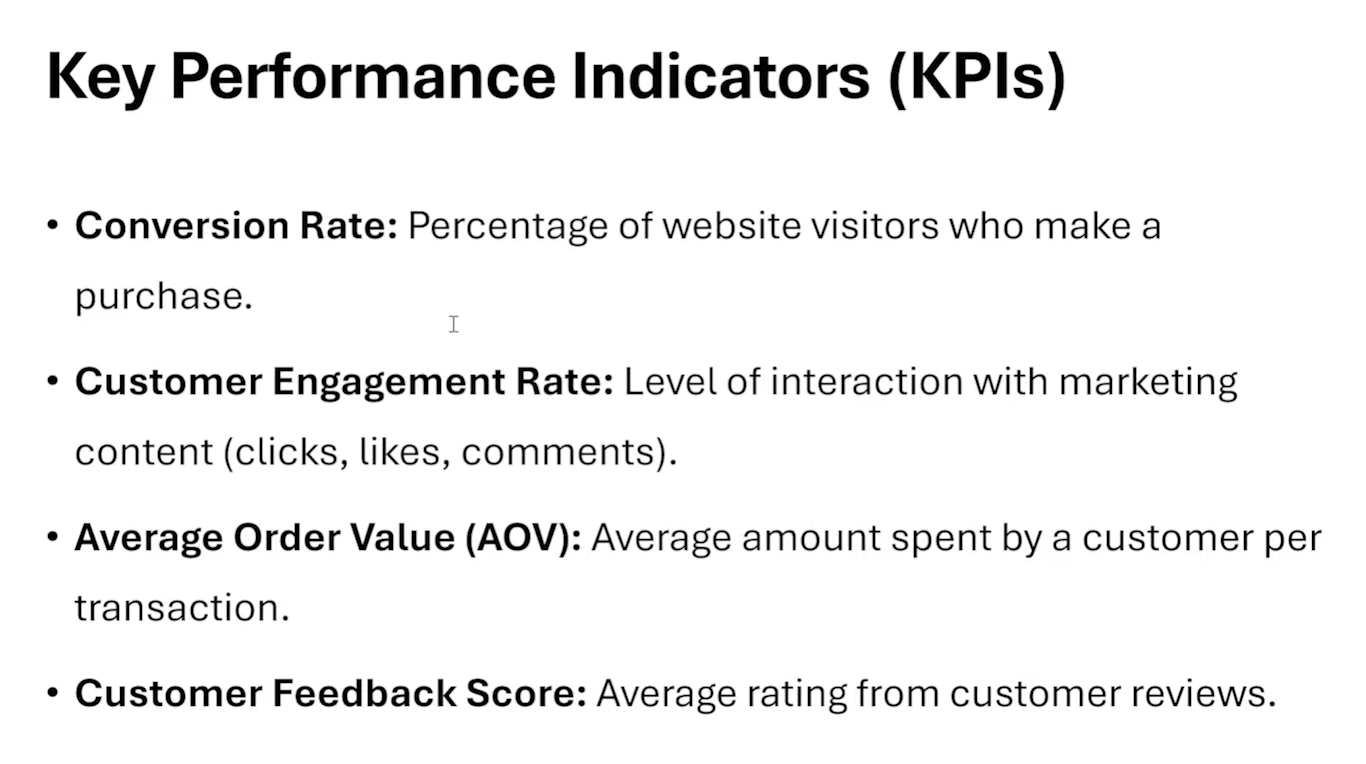 Key Performance Indicators (KPIs)
• Conversion Rate: Percentage of website visitors who make a
purchase.
• Customer Engagement Rate: Level of interaction with marketing
content (clicks, likes, comments).
• Average Order Value (AOV): Average amount spent by a customer per
transaction.
• Customer Feedback Score: Average rating from customer reviews.